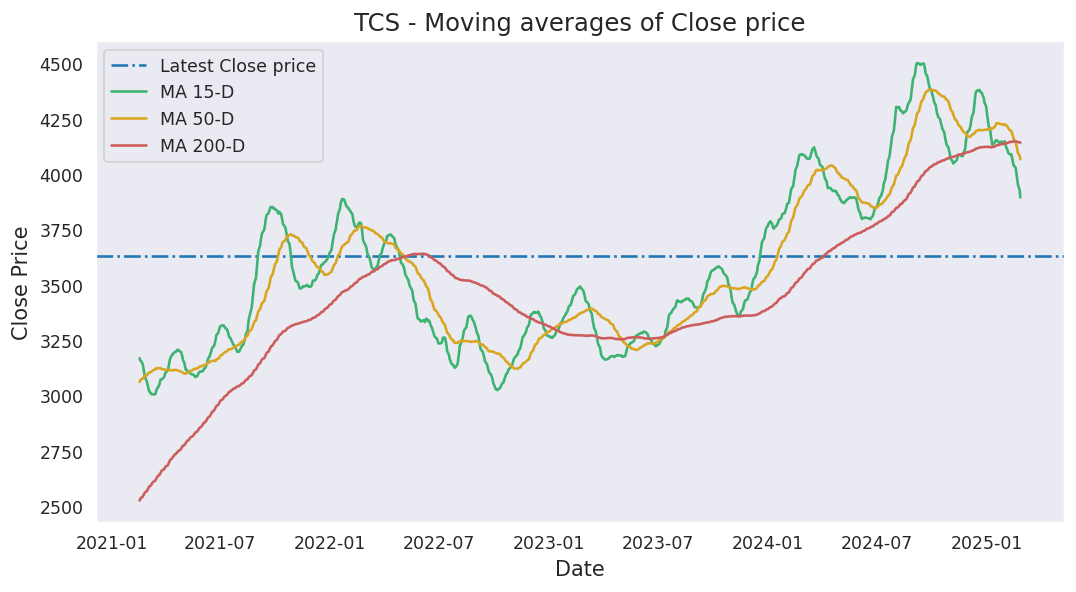 TCS - Moving averages of Close price
Latest Close price
MA 15-D
MA 50-D
MA 200-D
Close Price
4500
4250
4000
3750
3500
3250
3000
2750
2500
2021-01 2021-07 2022-01 2022-07 2023-01 2023-07 2024-01 2024-07 2025-01
Date